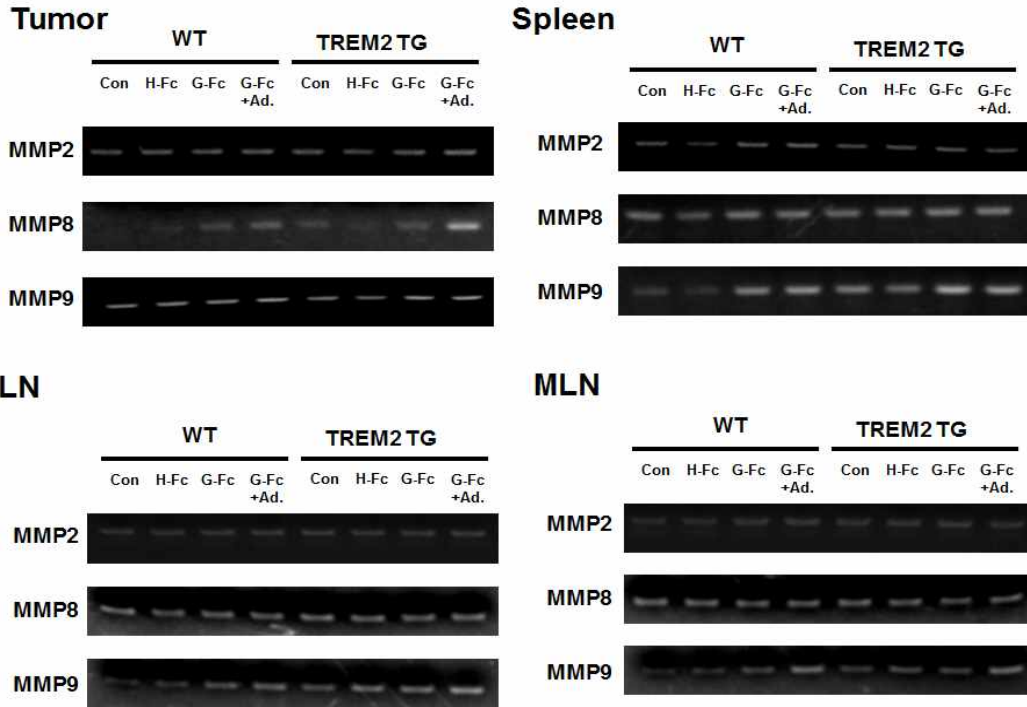 Tumor
WT TREM2 TG
Con H-Fc G-Fc G-Fc +Ad. Con H-Fc G-Fc G-Fc +Ad.
MMP2
MMP8
MMP9
Spleen
WT TREM2 TG
Con H-Fc G-Fc G-Fc +Ad. Con H-Fc G-Fc G-Fc +Ad.
MMP2
MMP8
MMP9
LN
WT TREM2 TG
Con H-Fc G-Fc G-Fc +Ad. Con H-Fc G-Fc G-Fc +Ad.
MMP2
MMP8
MMP9
MLN
WT TREM2 TG
Con H-Fc G-Fc G-Fc +Ad. Con H-Fc G-Fc G-Fc +Ad.
MMP2
MMP8
MMP9